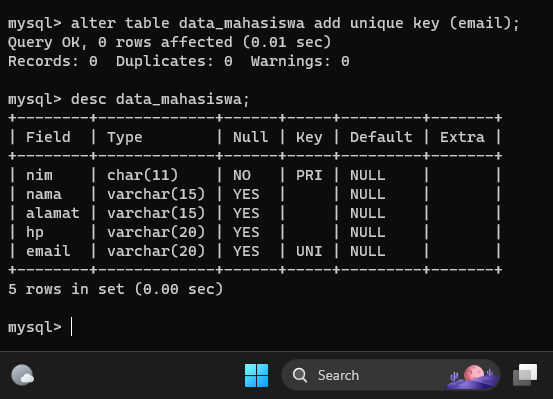 mysql> alter table data_mahasiswa add unique key (email);
Query OK, 0 rows affected (0.01 sec)
Records: 0  Duplicates: 0  Warnings: 0
mysql> desc data_mahasiswa;
+--------+-------------+------+-----+---------+-------+
| Field  | Type        | Null | Key | Default | Extra |
+--------+-------------+------+-----+---------+-------+
| nim    | char(11)    | NO   | PRI | NULL    |       |
| nama   | varchar(15) | YES  |     | NULL    |       |
| alamat | varchar(15) | YES  |     | NULL    |       |
| hp     | varchar(20) | YES  |     | NULL    |       |
| email  | varchar(20) | YES  | UNI | NULL    |       |
+--------+-------------+------+-----+---------+-------+
5 rows in set (0.00 sec)
mysql>
Search